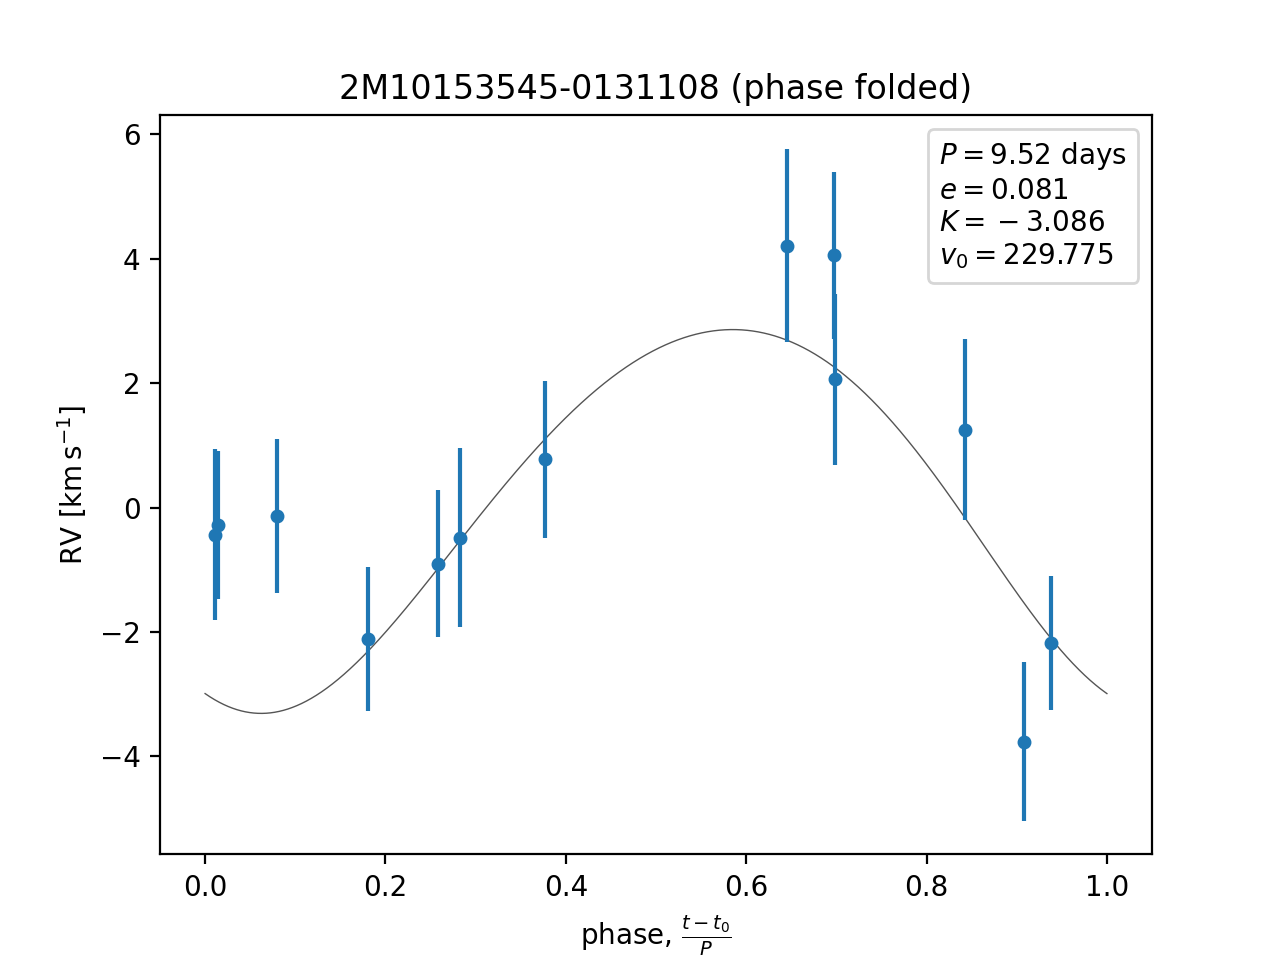 2M10153545-0131108 (phase folded)
P = 9.52 days
e = 0.081
K = −3.086
v₀ = 229.775
6
4
2
0
−2
−4
RV [km s⁻¹]
0.0 0.2 0.4 0.6 0.8 1.0
phase, (t − t₀)/P